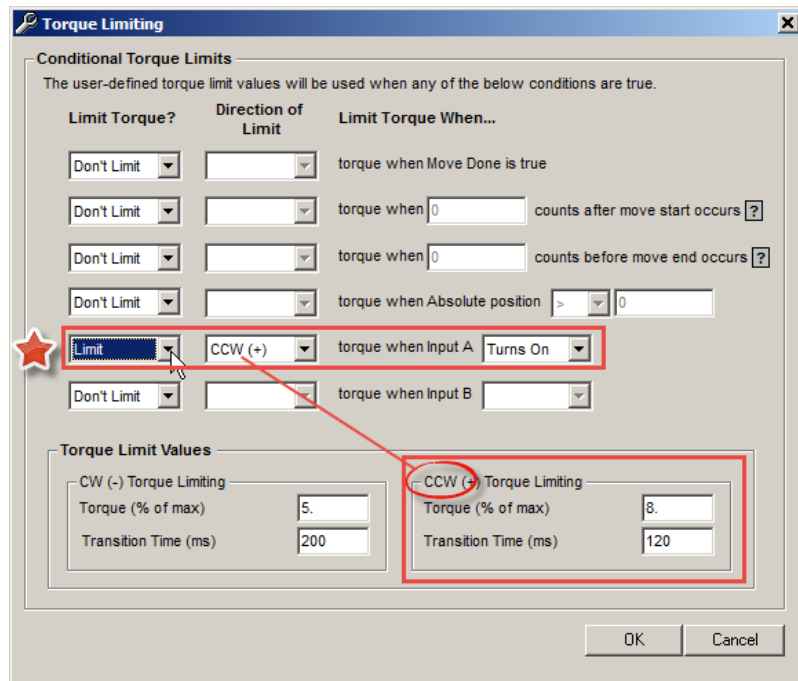 Torque Limiting
Conditional Torque Limits
The user-defined torque limit values will be used when any of the below conditions are true.
Limit Torque? Direction of Limit Limit Torque When...
Don't Limit torque when Move Done is true
Don't Limit torque when 0 counts after move start occurs ?
Don't Limit torque when 0 counts before move end occurs ?
Don't Limit torque when Absolute position > 0
Limit CCW (+) torque when Input A Turns On
Don't Limit torque when Input B
Torque Limit Values
CW (-) Torque Limiting
Torque (% of max) 5.
Transition Time (ms) 200
CCW (+) Torque Limiting
Torque (% of max) 8.
Transition Time (ms) 120
OK Cancel